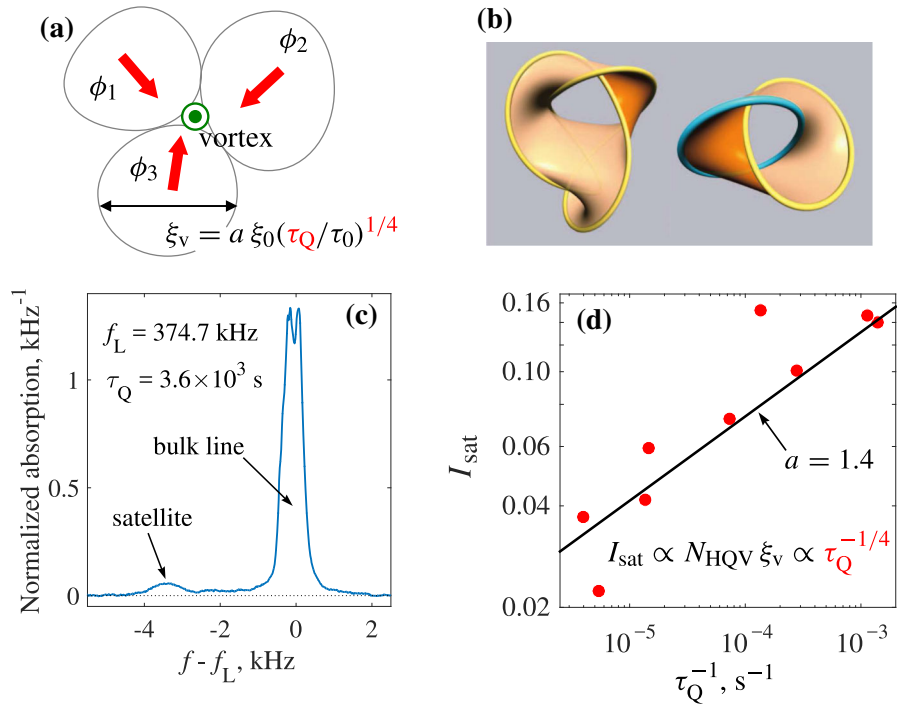 (a)
ϕ1
ϕ2
ϕ3
vortex
ξv = a ξ0(τQ/τ0)^1/4
(b)
(c)
Normalized absorption, kHz^-1
1
0.5
0
fL = 374.7 kHz
τQ = 3.6×10^3 s
bulk line
satellite
-4 -2 0 2
f - fL, kHz
(d)
Isat
0.16
0.10
0.06
0.04
0.02
a = 1.4
Isat ∝ NHQV ξv ∝ τQ^−1/4
10^-5 10^-4 10^-3
τQ^-1, s^-1